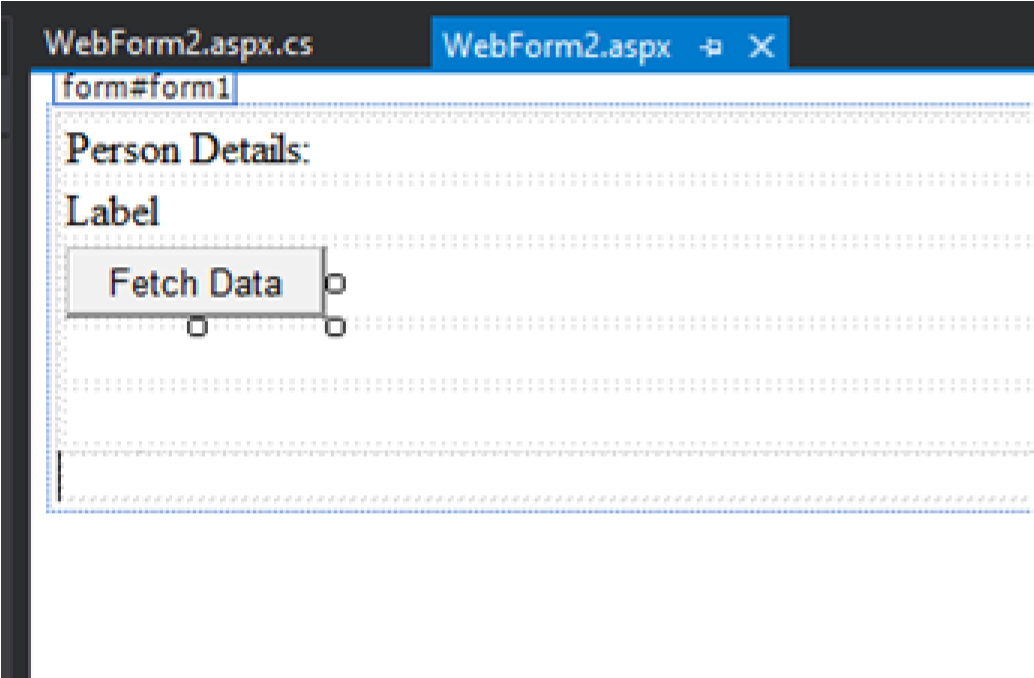 WebForm2.aspx.cs WebForm2.aspx
form#form1
Person Details:
Label
Fetch Data